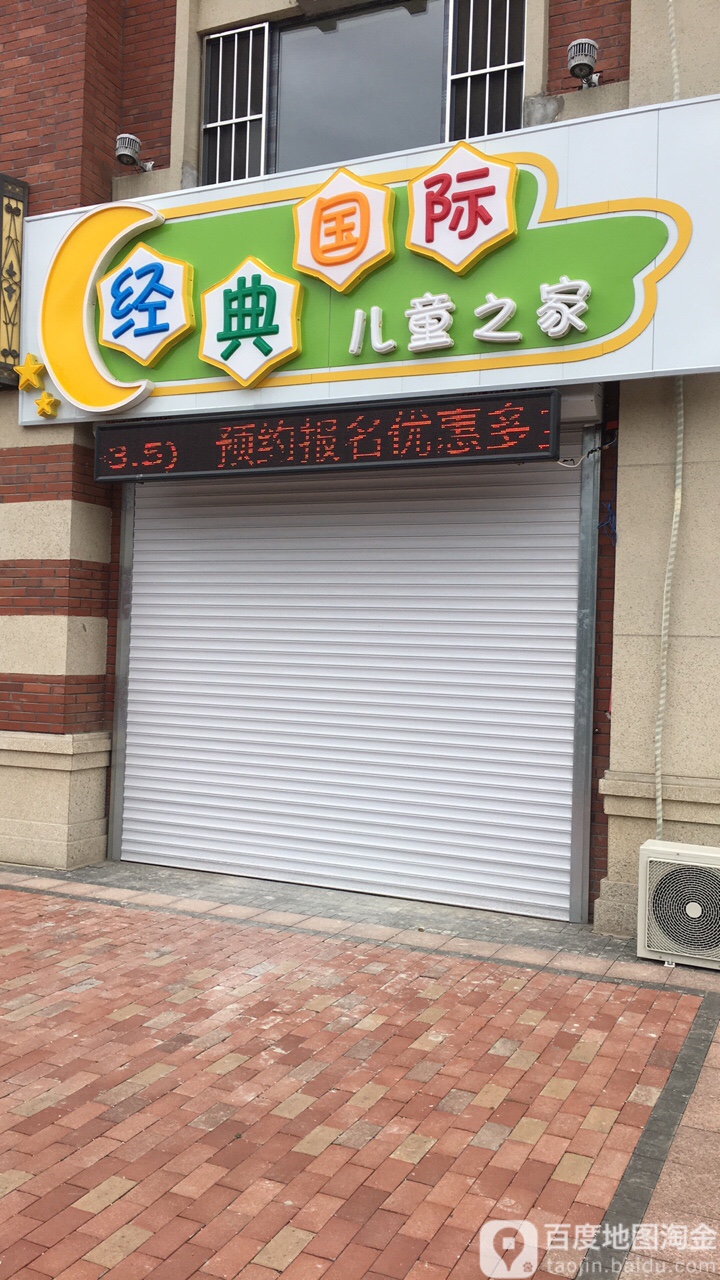 经典国际
儿童之家
3.5) 预约报名优惠多
百度地图淘金
taojin.baidu.com